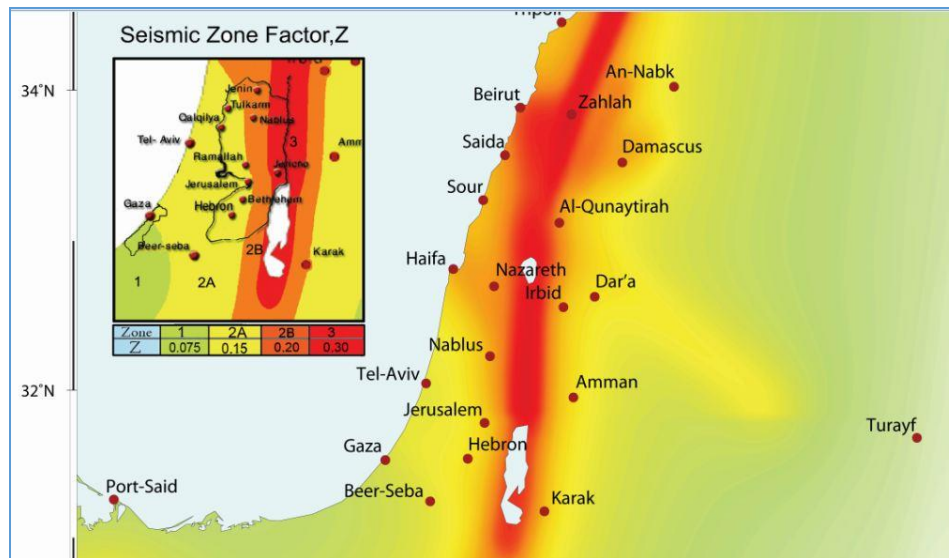 Seismic Zone Factor,Z
Jenin
Tulkarm
Qalqilya
Nablus
Tel- Aviv
3
Amm
Ramallah
Jericho
Jerusalem
Bethlehem
Gaza
Hebron
Beer-seba
2B
Karak
1
2A
Zone 1 2A 2B 3
Z 0.075 0.15 0.20 0.30
Tripoli
An-Nabk
34°N
Beirut
Zahlah
Saida
Damascus
Sour
Al-Qunaytirah
Haifa
Nazareth
Dar'a
Irbid
Nablus
Tel-Aviv
32°N
Amman
Jerusalem
Turayf
Gaza
Hebron
Port-Said
Beer-Seba
Karak